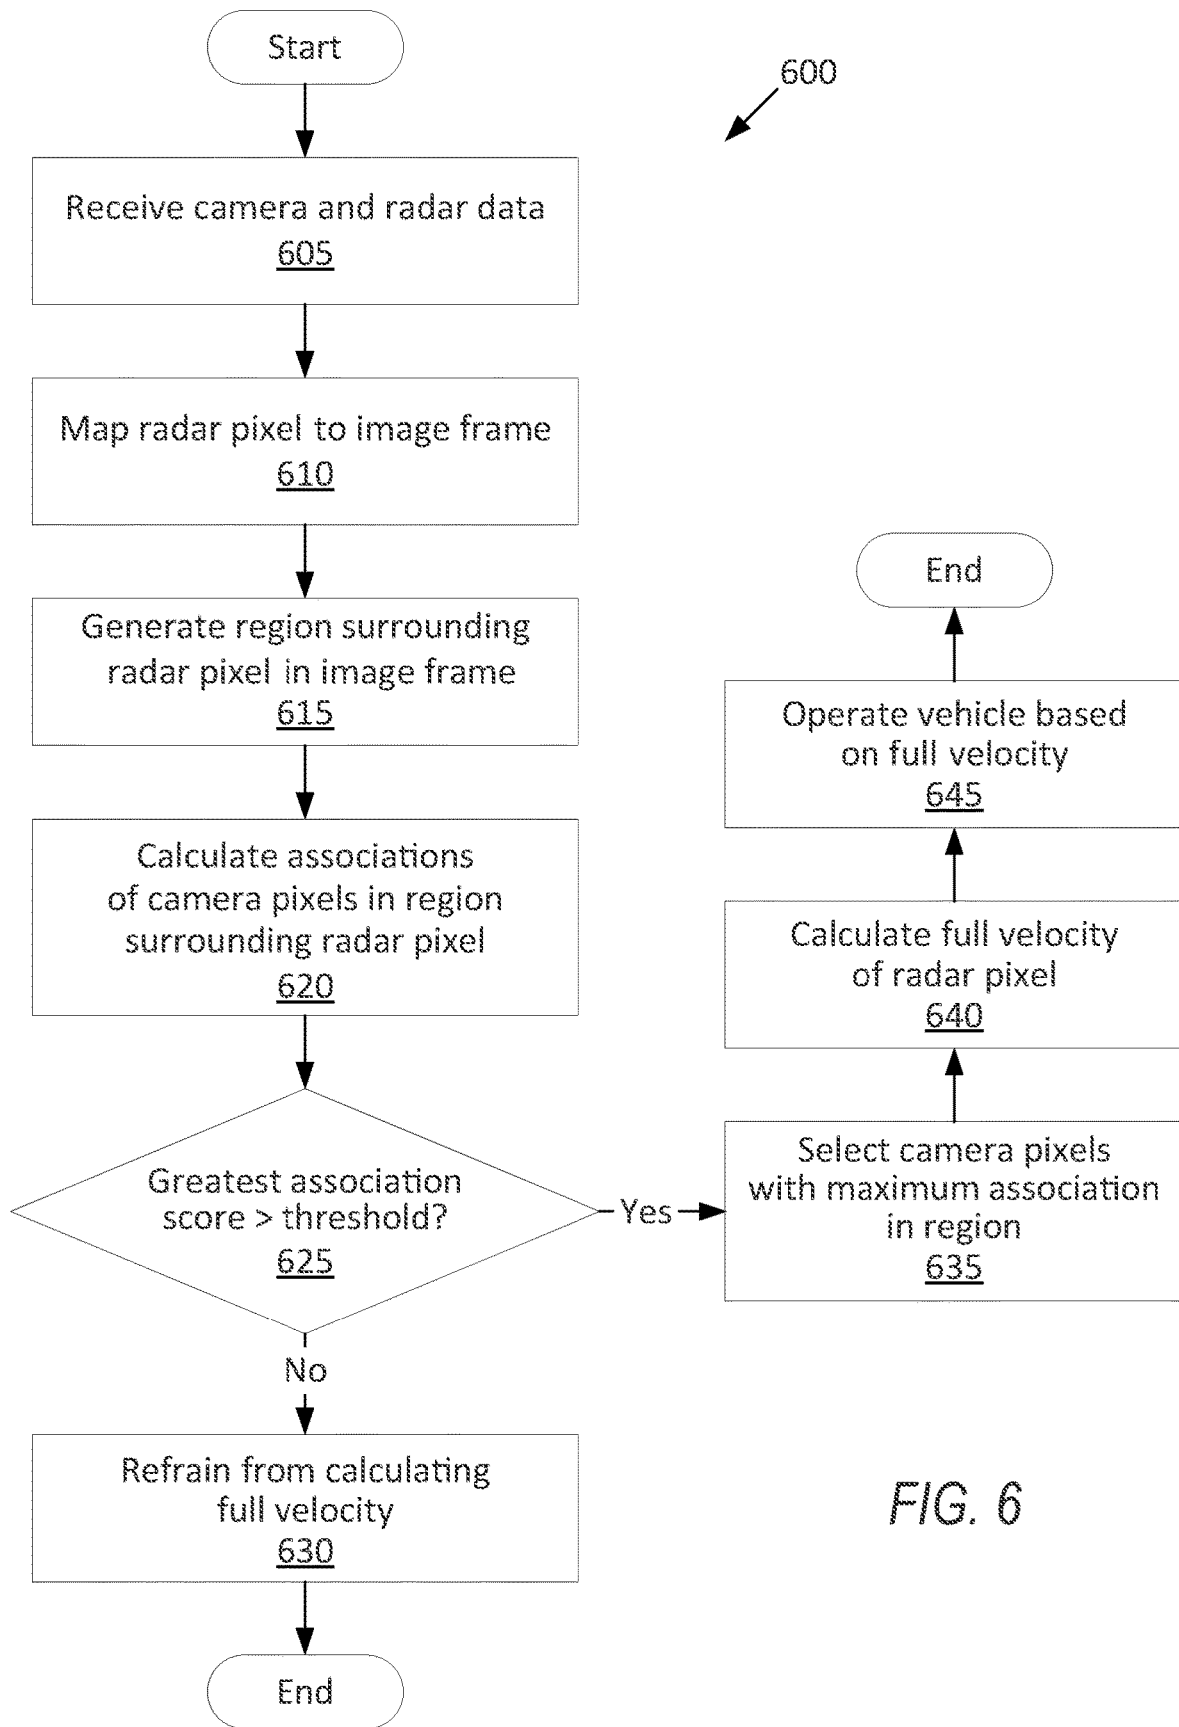 Start
600
Receive camera and radar data
605
Map radar pixel to image frame
610
Generate region surrounding
radar pixel in image frame
615
Calculate associations
of camera pixels in region
surrounding radar pixel
620
Greatest association
score > threshold?
625
No
Refrain from calculating
full velocity
630
End
Yes
Select camera pixels
with maximum association
in region
635
Calculate full velocity
of radar pixel
640
Operate vehicle based
on full velocity
645
End
FIG. 6